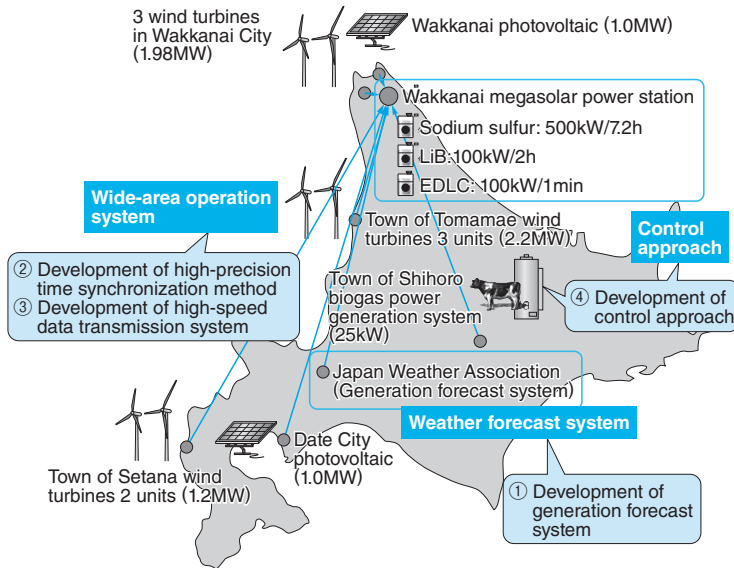 3 wind turbines
in Wakkanai City
(1.98MW)
Wakkanai photovoltaic (1.0MW)
Wakkanai megasolar power station
Sodium sulfur: 500kW/7.2h
LiB:100kW/2h
EDLC: 100kW/1min
Wide-area operation
system
② Development of high-precision
time synchronization method
③ Development of high-speed
data transmission system
Town of Tomamae wind
turbines 3 units (2.2MW)
Control
approach
④ Development of
control approach
Town of Shihoro
biogas power
generation system
(25kW)
Japan Weather Association
(Generation forecast system)
Weather forecast system
① Development of
generation forecast
system
Date City
photovoltaic
(1.0MW)
Town of Setana wind
turbines 2 units (1.2MW)